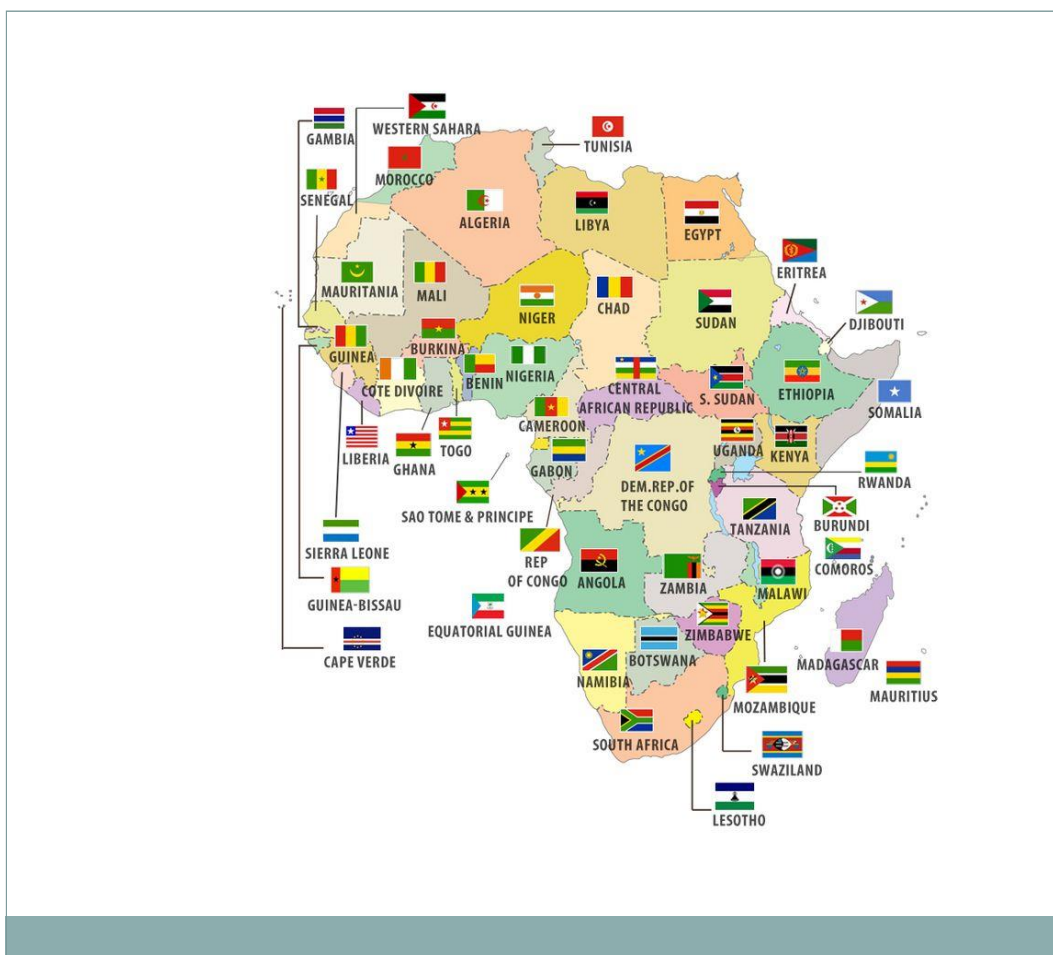 WESTERN SAHARA
GAMBIA
TUNISIA
MOROCCO
SENEGAL
ALGERIA
LIBYA
EGYPT
ERITREA
MAURITANIA
MALI
NIGER
CHAD
SUDAN
DJIBOUTI
GUINEA
BURKINA
BENIN
NIGERIA
COTE DIVOIRE
CENTRAL
AFRICAN REPUBLIC
S. SUDAN
ETHIOPIA
SOMALIA
LIBERIA
GHANA
TOGO
CAMEROON
UGANDA
KENYA
GABON
DEM.REP.OF
THE CONGO
RWANDA
SAO TOME & PRINCIPE
TANZANIA
BURUNDI
SIERRA LEONE
REP
OF CONGO
ANGOLA
ZAMBIA
MALAWI
COMOROS
GUINEA-BISSAU
EQUATORIAL GUINEA
ZIMBABWE
CAPE VERDE
BOTSWANA
NAMIBIA
MADAGASCAR
MAURITIUS
MOZAMBIQUE
SOUTH AFRICA
SWAZILAND
LESOTHO